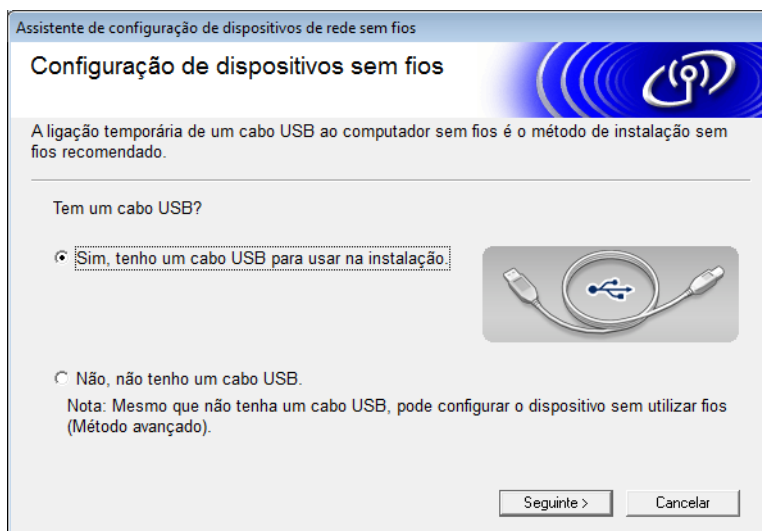 Assistente de configuração de dispositivos de rede sem fios
Configuração de dispositivos sem fios
A ligação temporária de um cabo USB ao computador sem fios é o método de instalação sem
fios recomendado.
Tem um cabo USB?
Sim, tenho um cabo USB para usar na instalação.
Não, não tenho um cabo USB.
Nota: Mesmo que não tenha um cabo USB, pode configurar o dispositivo sem utilizar fios
(Método avançado).
Seguinte >
Cancelar